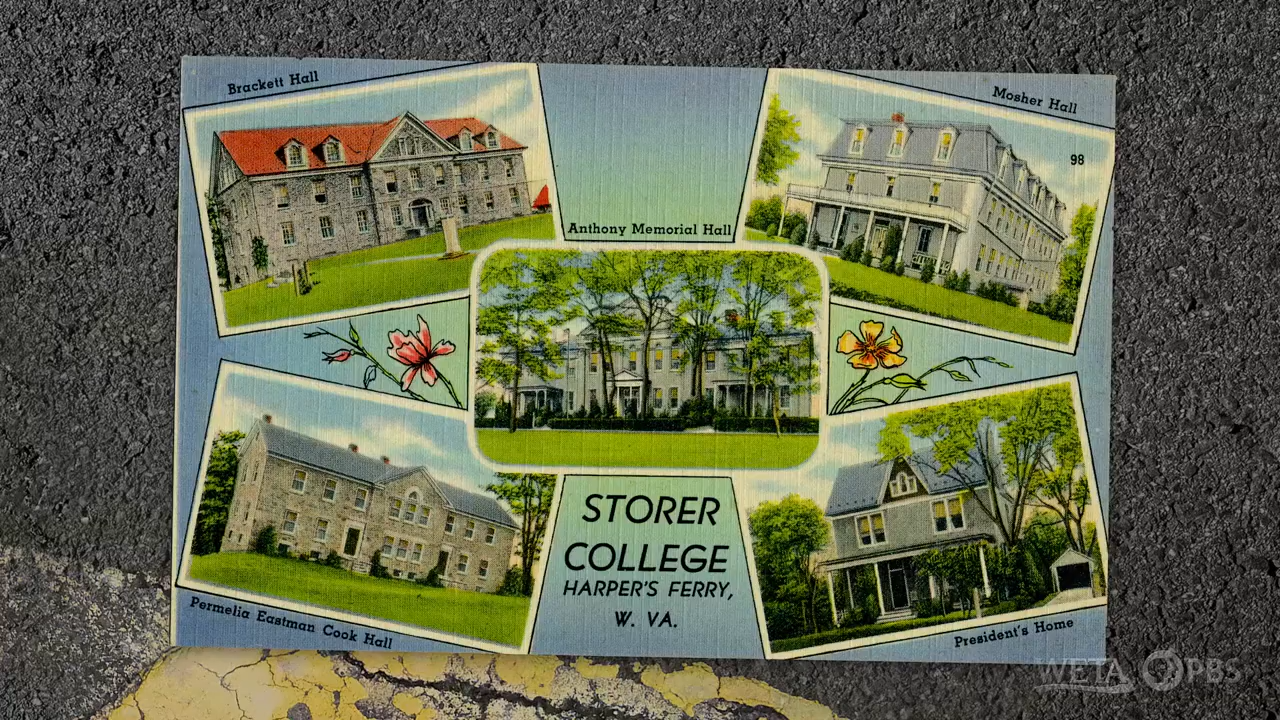 Brackett Hall
Mosher Hall
98
Anthony Memorial Hall
STORER
COLLEGE
HARPER'S FERRY,
W. VA.
Permelia Eastman Cook Hall
President's Home
WETA PBS